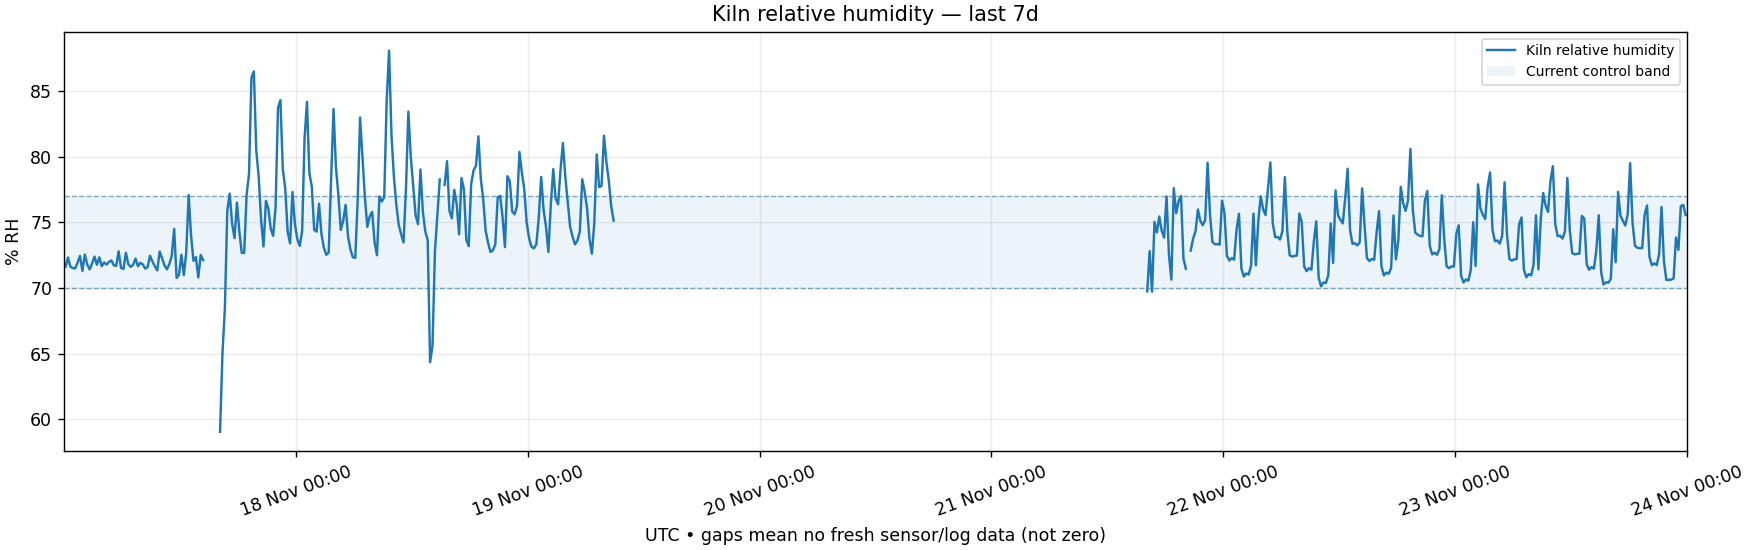 Kiln relative humidity — last 7d
Kiln relative humidity
Current control band
% RH
85
80
75
70
65
60
18 Nov 00:00
19 Nov 00:00
20 Nov 00:00
21 Nov 00:00
22 Nov 00:00
23 Nov 00:00
24 Nov 00:00
UTC • gaps mean no fresh sensor/log data (not zero)